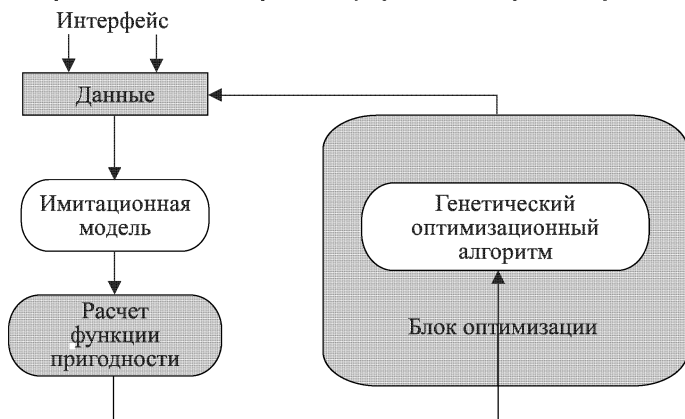 Интерфейс
Данные
Имитационная
модель
Расчет
функции
пригодности
Генетический
оптимизационный
алгоритм
Блок оптимизации